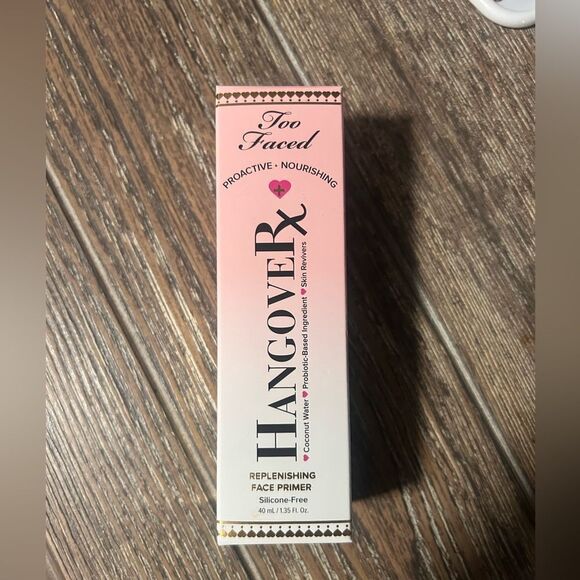 Too
Faced
PROACTIVE • NOURISHING
HANGOVERx
Coconut Water Probiotic-Based Ingredient Skin Revivers
REPLENISHING
FACE PRIMER
Silicone-Free
40 mL / 1.35 Fl. Oz.